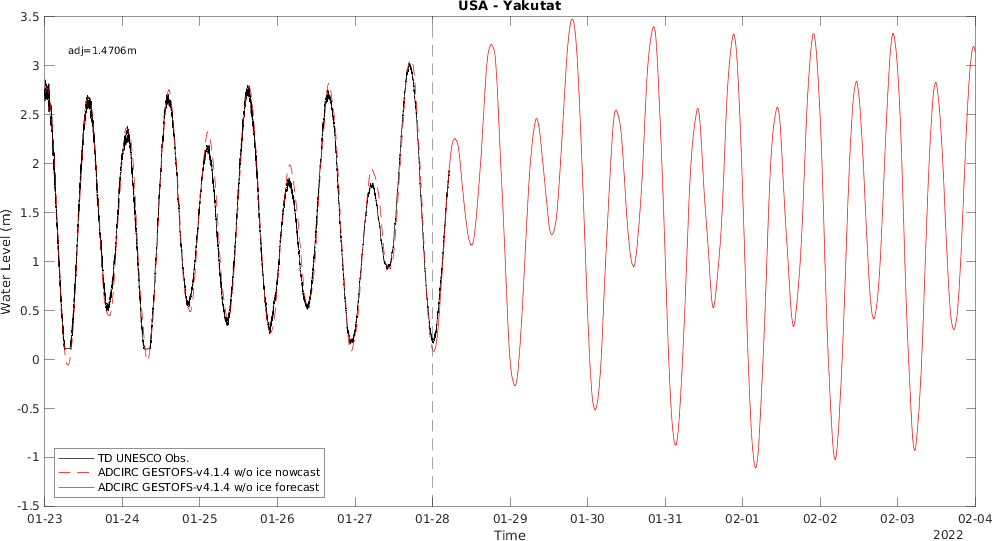 USA - Yakutat
adj=1.4706m
3.5
3
2.5
2
1.5
1
0.5
0
-0.5
-1
-1.5
Water Level (m)
TD UNESCO Obs.
ADCIRC GESTOFS-v4.1.4 w/o ice nowcast
ADCIRC GESTOFS-v4.1.4 w/o ice forecast
01-23 01-24 01-25 01-26 01-27 01-28 01-29 01-30 01-31 02-01 02-02 02-03 02-04
Time
2022